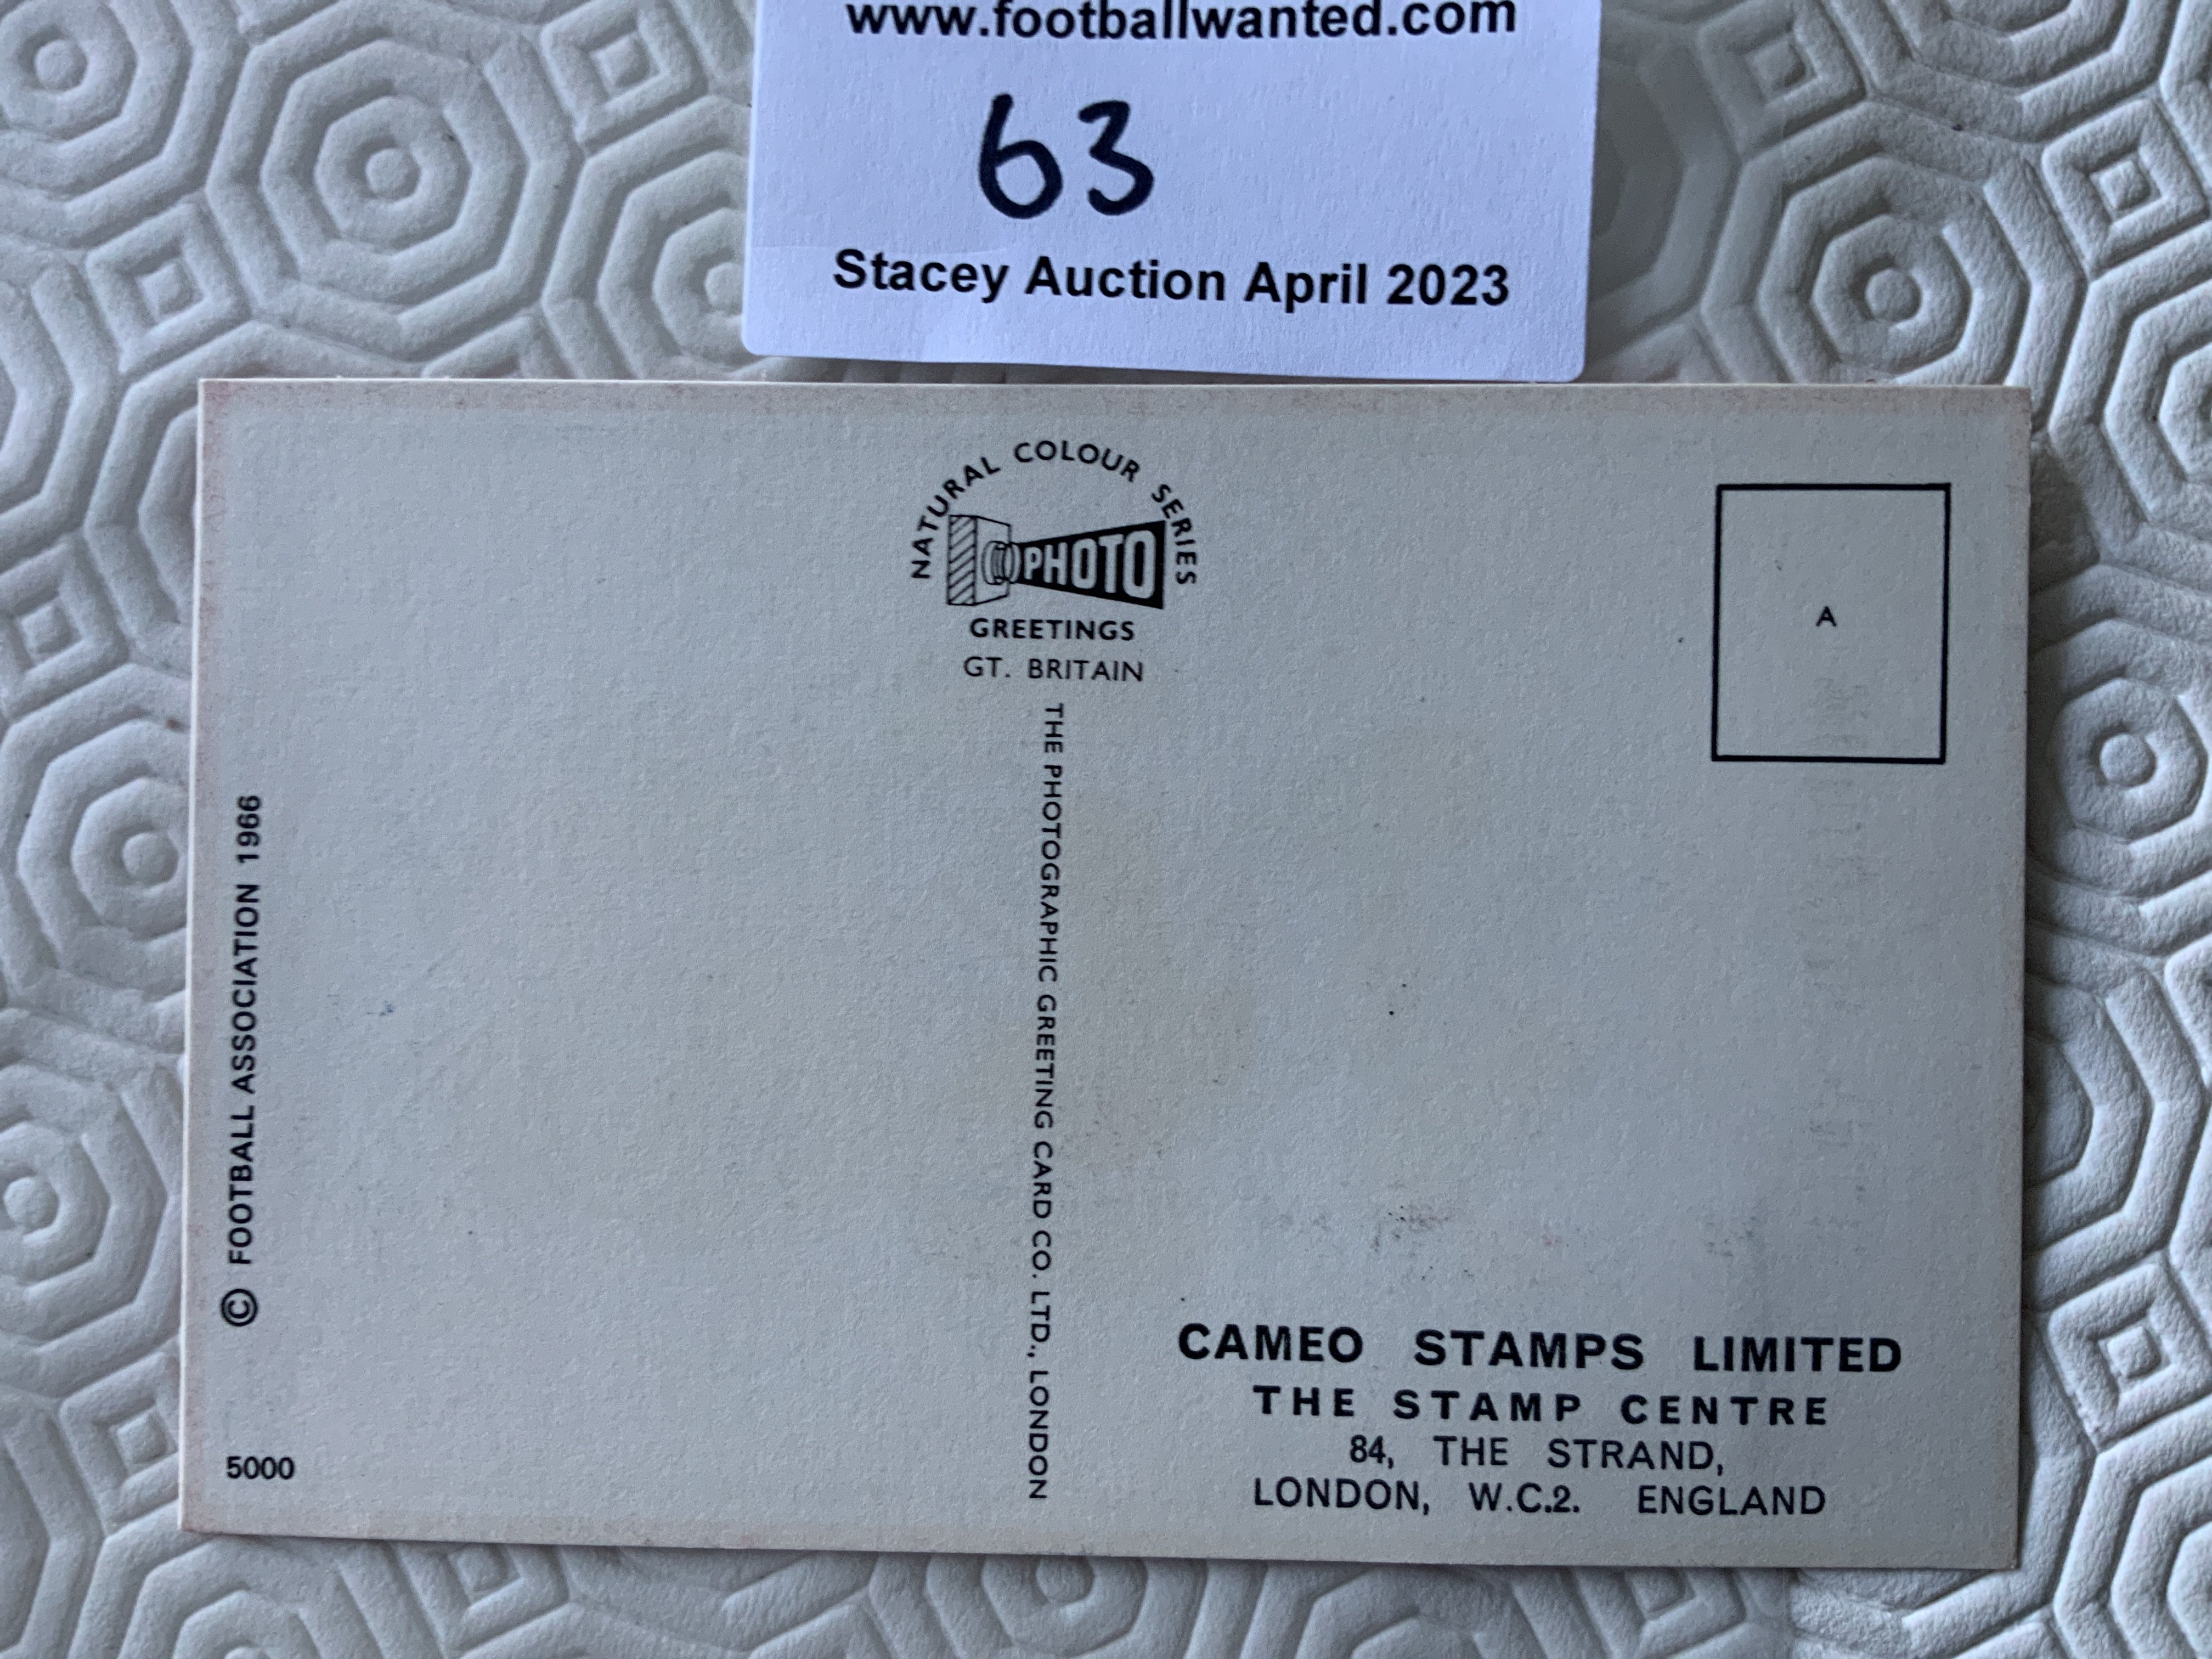 www.footballwanted.com
63
Stacey Auction April 2023
NATURAL COLOUR SERIES
PHOTO
GREETINGS
GT. BRITAIN
THE PHOTOGRAPHIC GREETING CARD CO. LTD., LONDON
A
© FOOTBALL ASSOCIATION 1966
5000
CAMEO STAMPS LIMITED
THE STAMP CENTRE
84, THE STRAND,
LONDON, W.C.2. ENGLAND